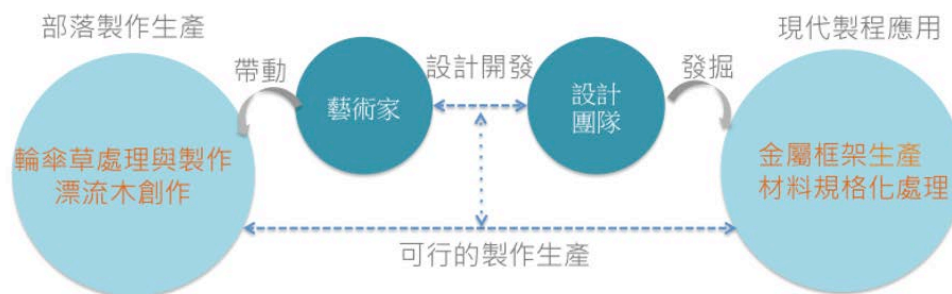 部落製作生產
現代製程應用
帶動
設計開發
發掘
藝術家
設計
團隊
輪傘草處理與製作
漂流木創作
金屬框架生產
材料規格化處理
可行的製作生產